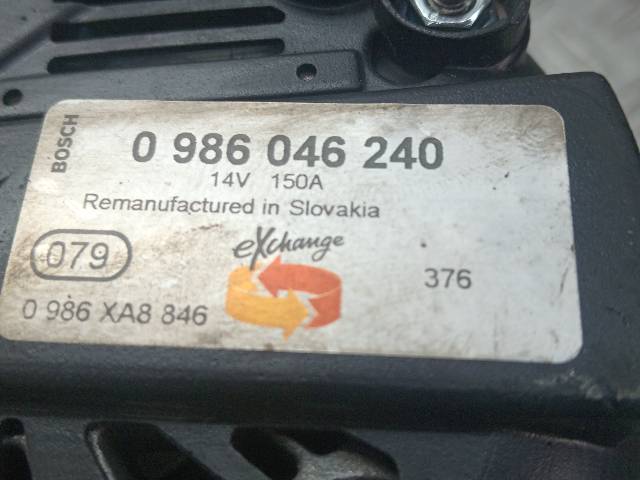 BOSCH
0 986 046 240
14V 150A
Remanufactured in Slovakia
079
eXchange
376
0 986 XA8 846